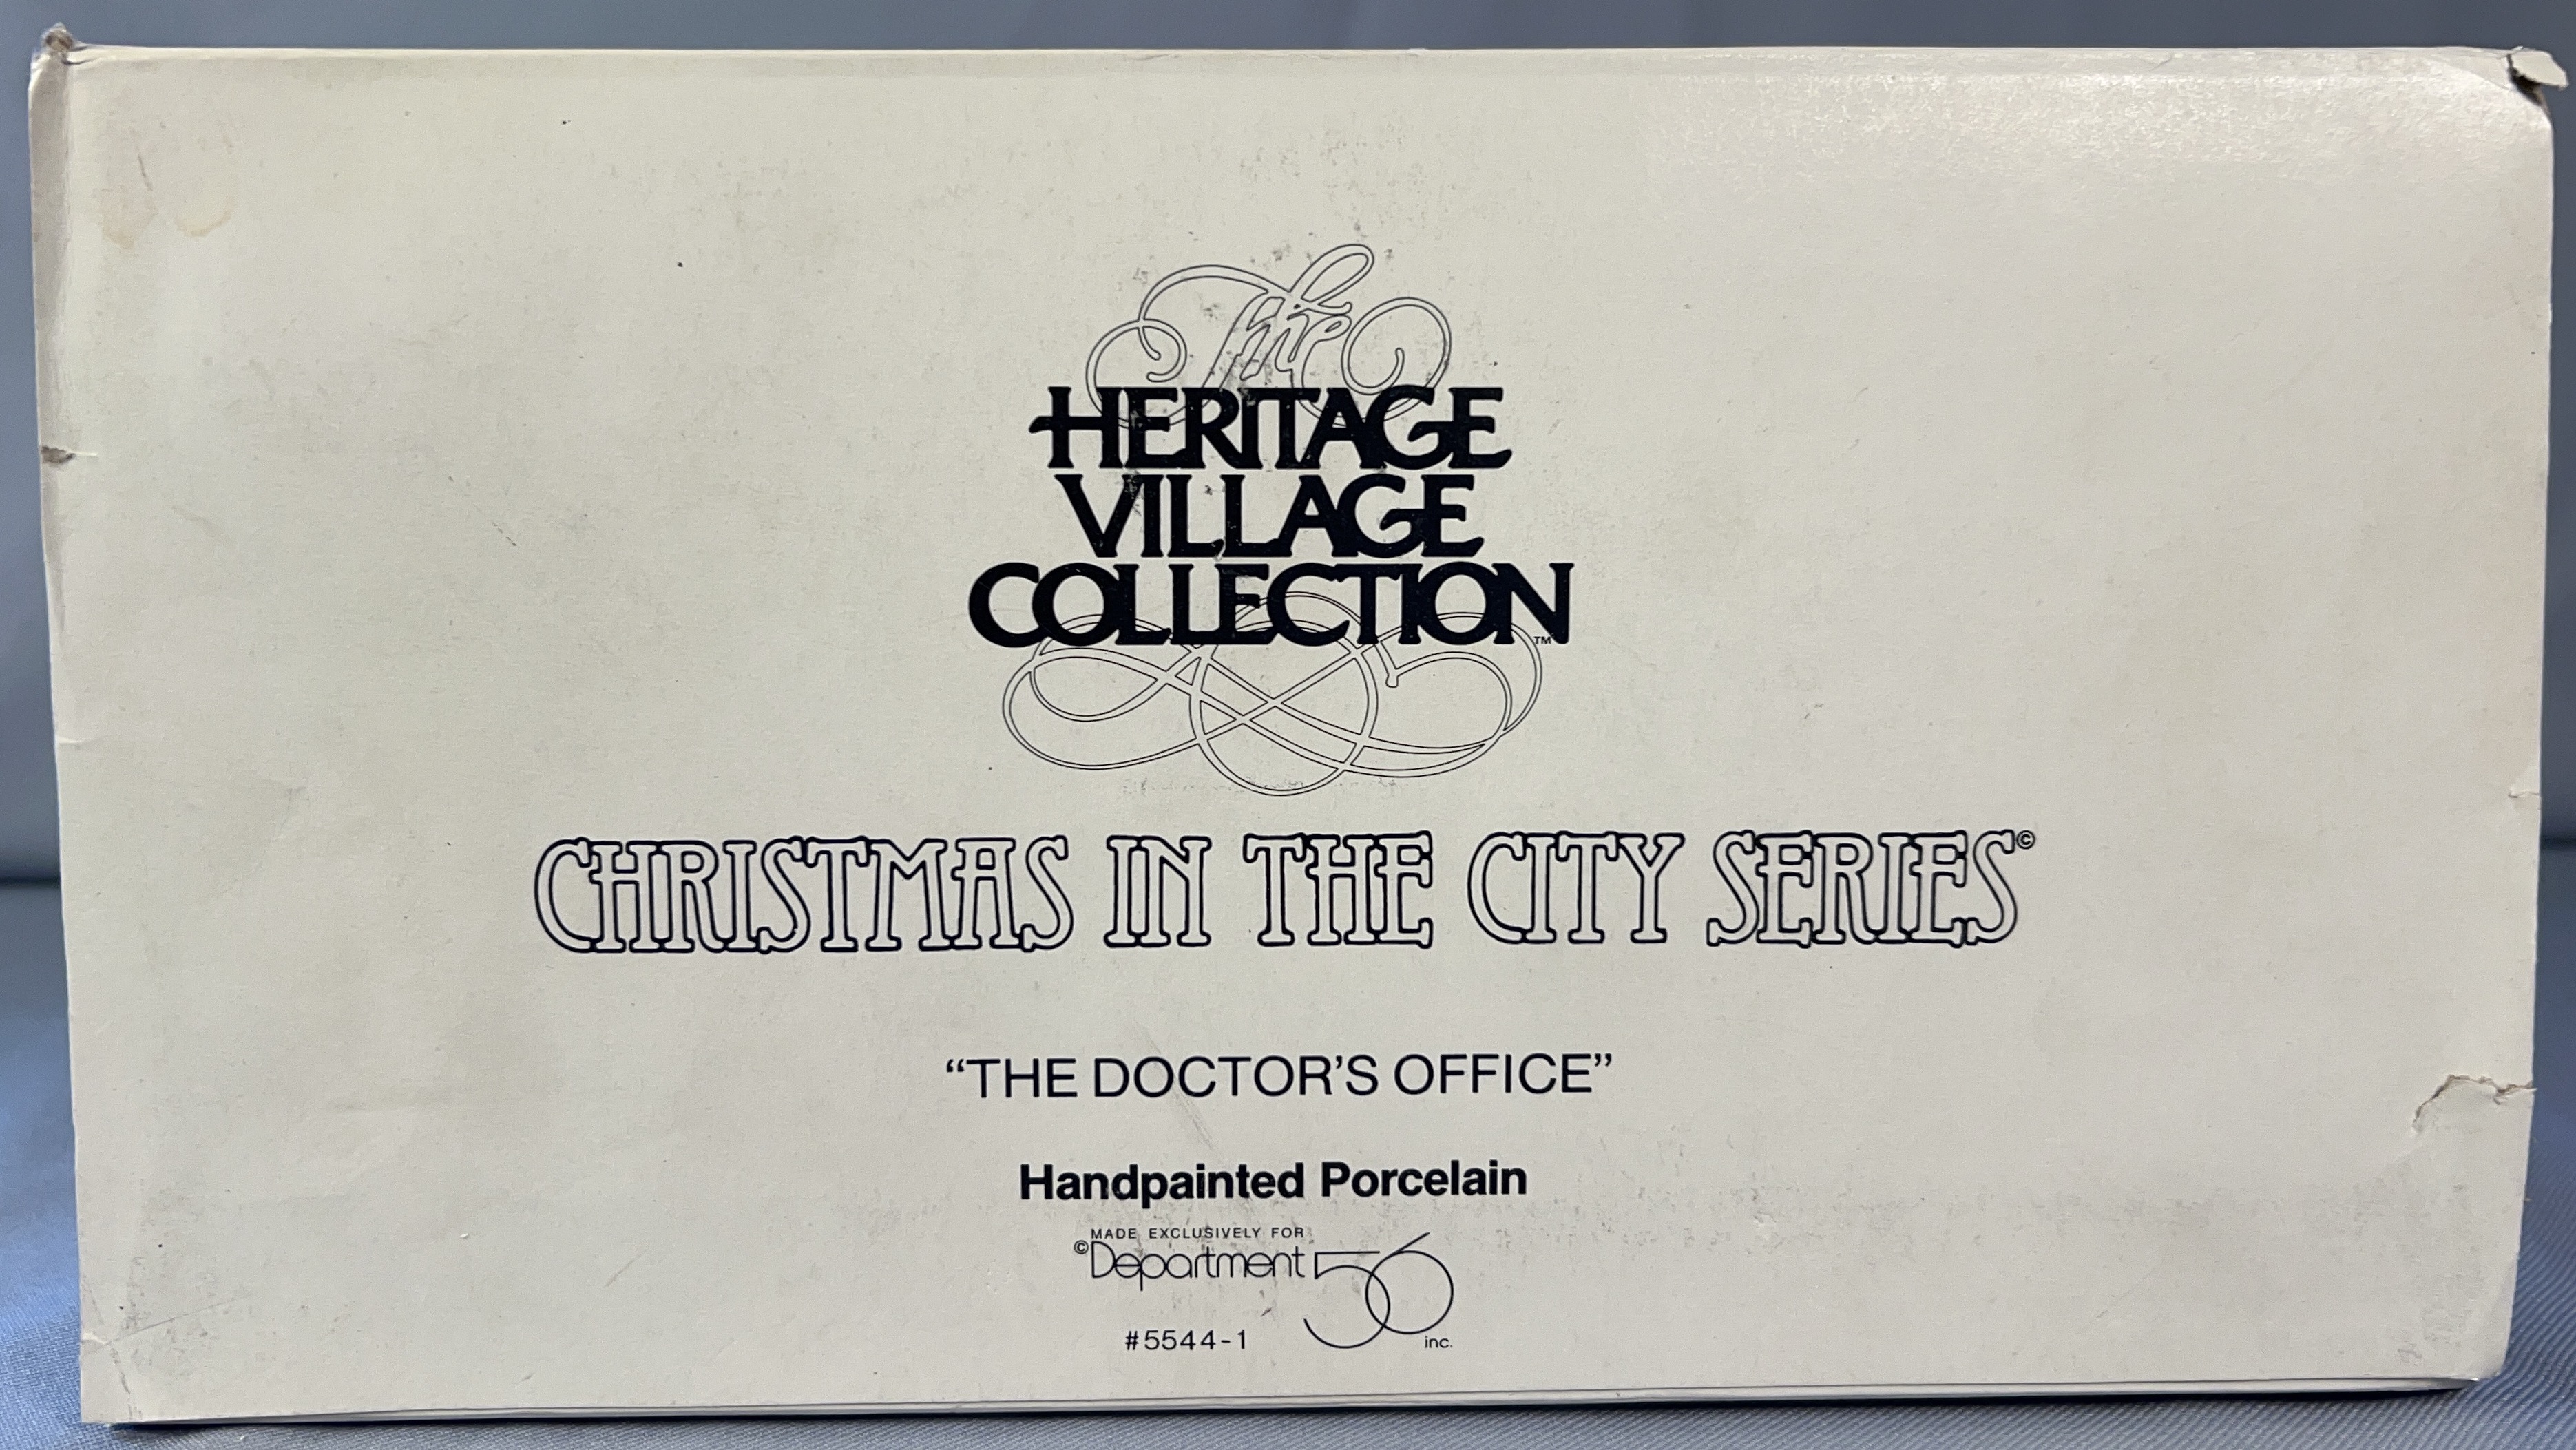 The
HERITAGE
VILLAGE
COLLECTION™
CHRISTMAS IN THE CITY SERIES©
“THE DOCTOR’S OFFICE”
Handpainted Porcelain
MADE EXCLUSIVELY FOR
©Department 56
inc.
#5544-1